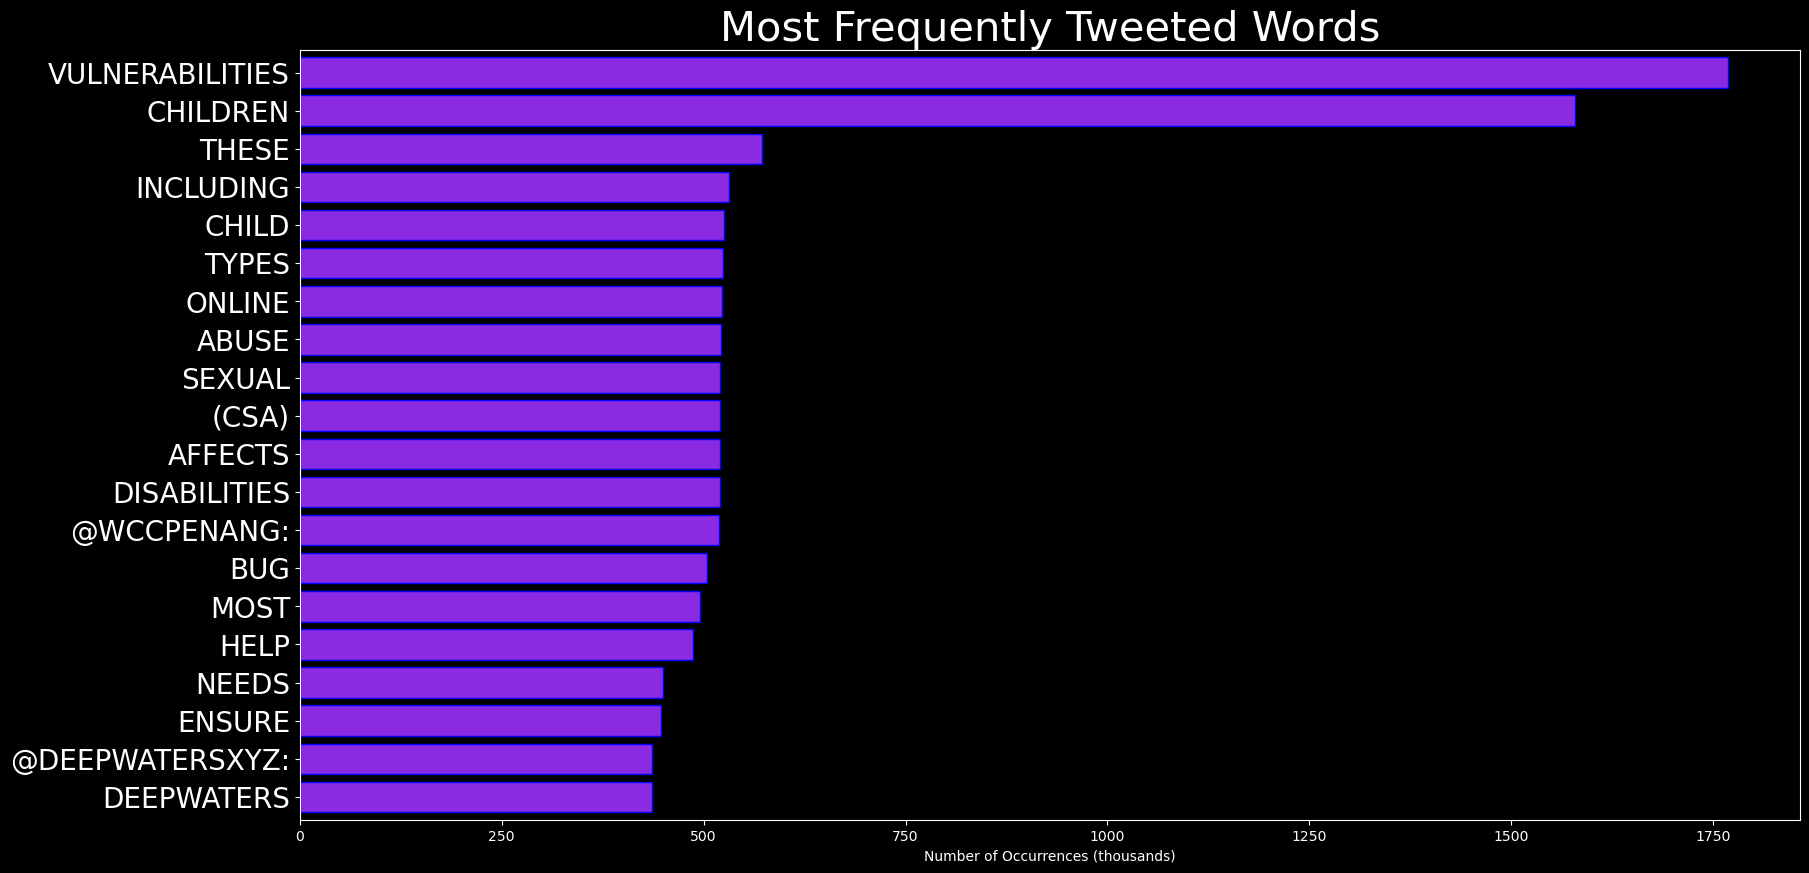 Most Frequently Tweeted Words
VULNERABILITIES
CHILDREN
THESE
INCLUDING
CHILD
TYPES
ONLINE
ABUSE
SEXUAL
(CSA)
AFFECTS
DISABILITIES
@WCCPENANG:
BUG
MOST
HELP
NEEDS
ENSURE
@DEEPWATERSXYZ:
DEEPWATERS
0 250 500 750 1000 1250 1500 1750
Number of Occurrences (thousands)